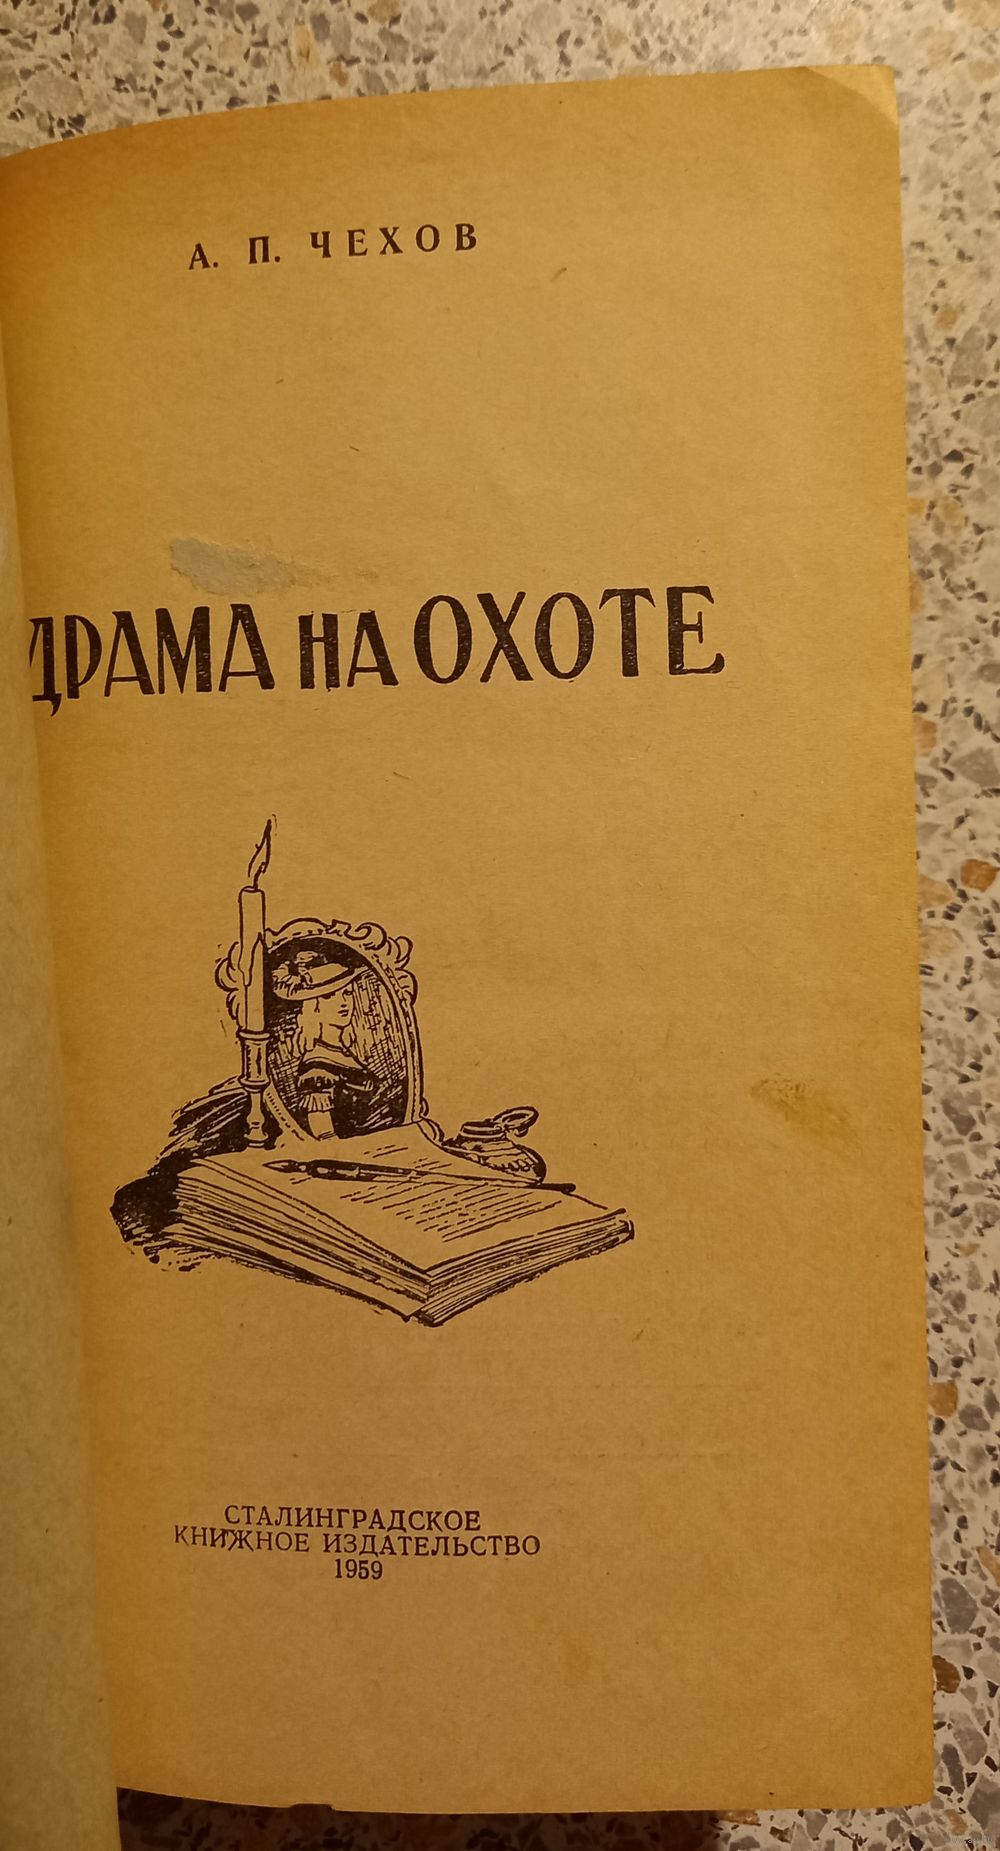 А. П. ЧЕХОВ
ДРАМА НА ОХОТЕ
СТАЛИНГРАДСКОЕ
КНИЖНОЕ ИЗДАТЕЛЬСТВО
1959